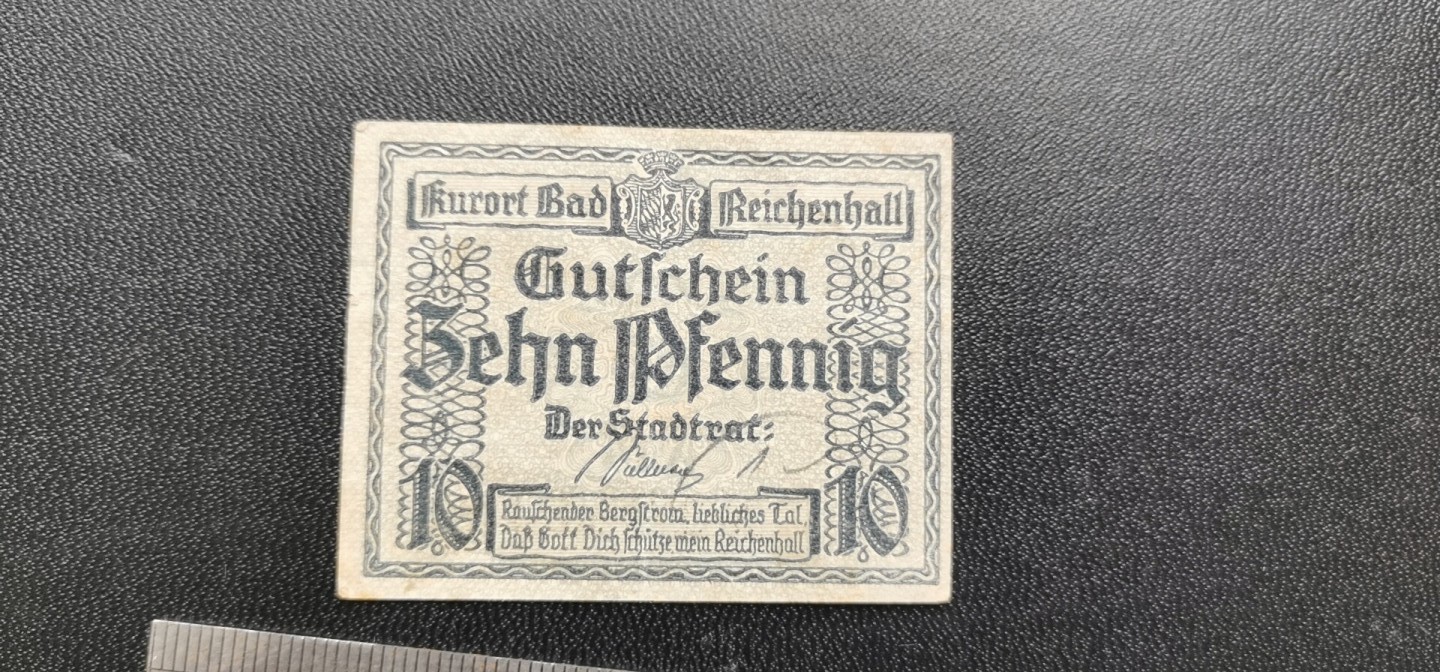 Kurort Bad Reichenhall
Gutschein
Zehn Pfennig
Der Stadtrat:
10 10
Rauschender Bergstrom, liebliches Tal,
Daß Gott Dich schütze mein Reichenhall